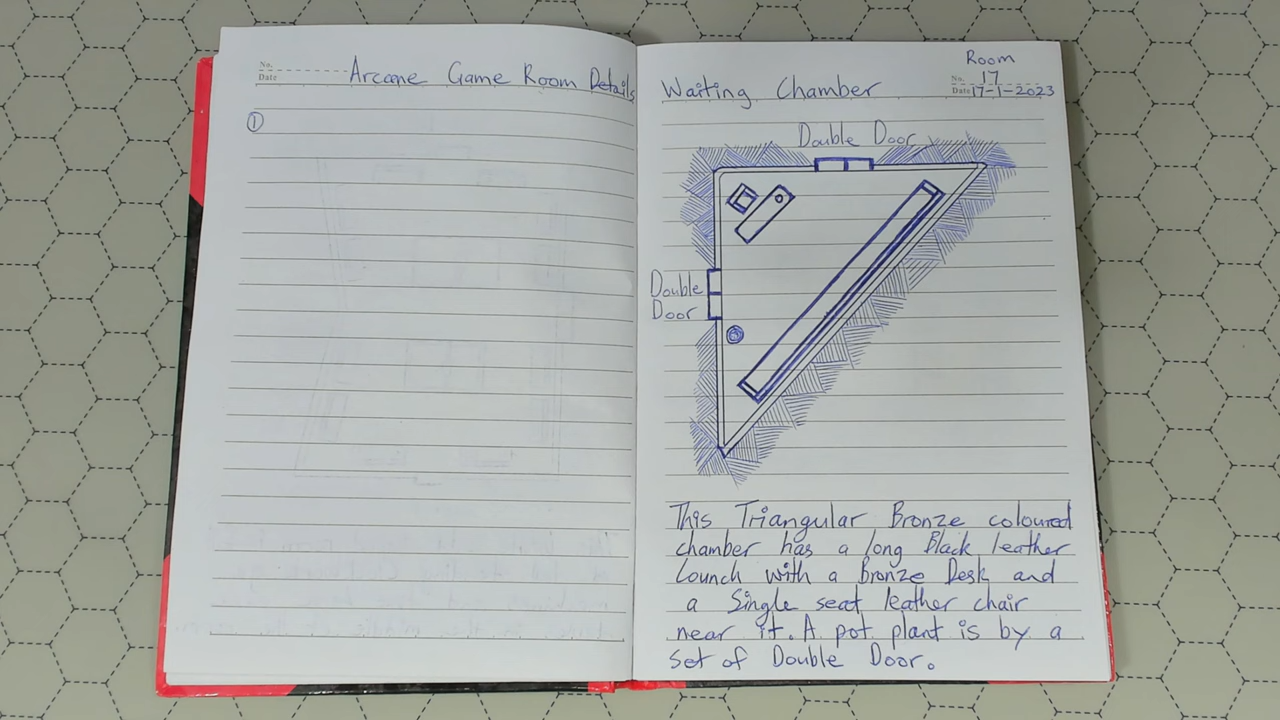 No.
Date
Arcane Game Room Details
①
Room
Waiting Chamber
No. 17
Date 17-1-2023
Double Door
Double
Door
This Triangular Bronze coloured
chamber has a long Black leather
Lounch with a Bronze Desk and
a Single seat leather chair
near it. A pot plant is by a
set of Double Door.